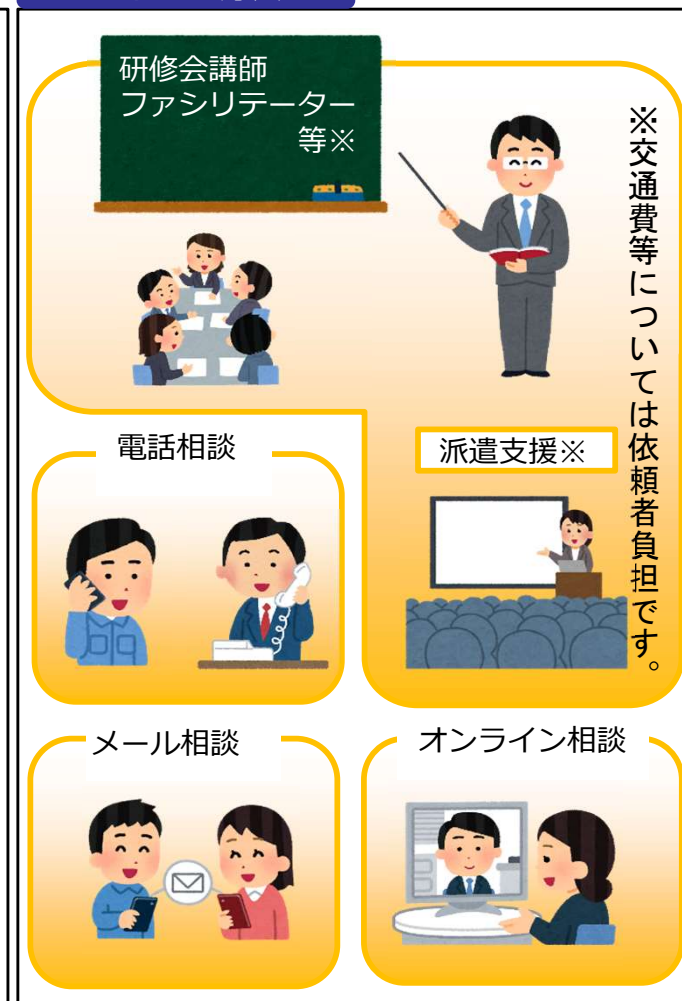 研修会講師
ファシリテーター
等※
※交通費等については依頼者負担です。
電話相談
派遣支援※
メール相談
オンライン相談